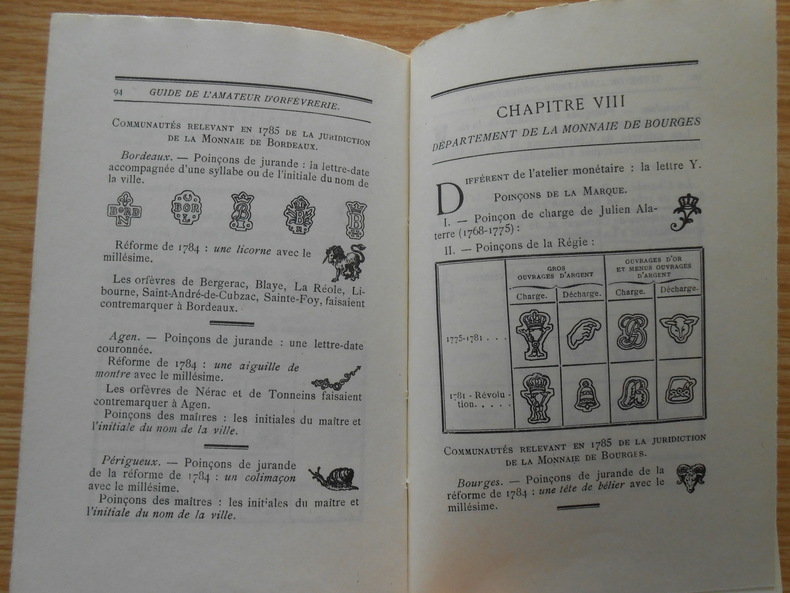 94 GUIDE DE L'AMATEUR D'ORFÈVRERIE.
COMMUNAUTÉS RELEVANT EN 1785 DE LA JURIDICTION
DE LA MONNAIE DE BORDEAUX.
Bordeaux. — Poinçons de jurande : la lettre-date
accompagnée d'une syllabe ou de l'initiale du nom de
la ville.
BORD
BOR
Réforme de 1784 : une licorne avec le
millésime.
Les orfèvres de Bergerac, Blaye, La Réole, Li-
bourne, Saint-André-de-Cubzac, Sainte-Foy, faisaient
contremarquer à Bordeaux.
Agen. — Poinçons de jurande : une lettre-date
couronnée.
Réforme de 1784 : une aiguille de
montre avec le millésime.
Les orfèvres de Nérac et de Tonneins faisaient
contremarquer à Agen.
Poinçons des maîtres : les initiales du maître et
l'initiale du nom de la ville.
Périgueux. — Poinçons de jurande
de la réforme de 1784 : un colimaçon
avec le millésime.
Poinçons des maîtres : les initiales du maître et
l'initiale du nom de la ville.
CHAPITRE VIII
DÉPARTEMENT DE LA MONNAIE DE BOURGES
DIFFÉRENT de l'atelier monétaire : la lettre Y.
POINÇONS DE LA MARQUE.
I. — Poinçon de charge de Julien Ala-
terre (1768-1775) :
II. — Poinçons de la Régie :
GROS
OUVRAGES D'ARGENT
OUVRAGES D'OR
ET MENUS OUVRAGES
D'ARGENT
Charge. Décharge. Charge. Décharge.
1775-1781 . . .
1781 - Révolu-
tion. . . . .
COMMUNAUTÉS RELEVANT EN 1785 DE LA JURIDICTION
DE LA MONNAIE DE BOURGES.
Bourges. — Poinçons de jurande de la
réforme de 1784 : une tête de bélier avec le
millésime.